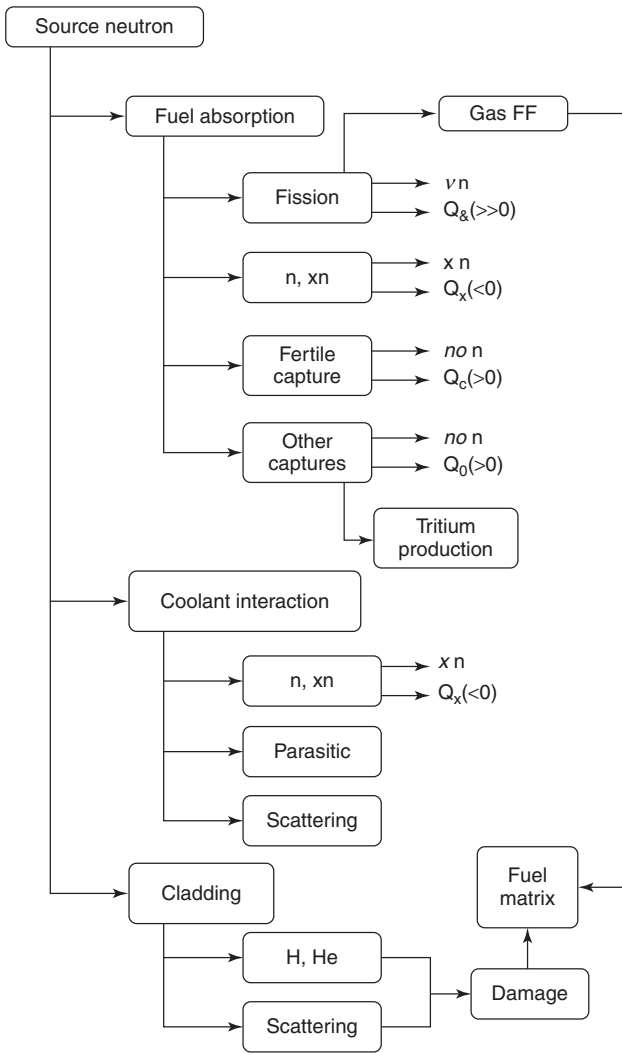 Source neutron
Fuel absorption
Gas FF
Fission
ν n
Q&(>>0)
n, xn
x n
Qx(<0)
Fertile
capture
no n
Qc(>0)
Other
captures
no n
Q0(>0)
Tritium
production
Coolant interaction
n, xn
x n
Qx(<0)
Parasitic
Scattering
Cladding
Fuel
matrix
H, He
Damage
Scattering